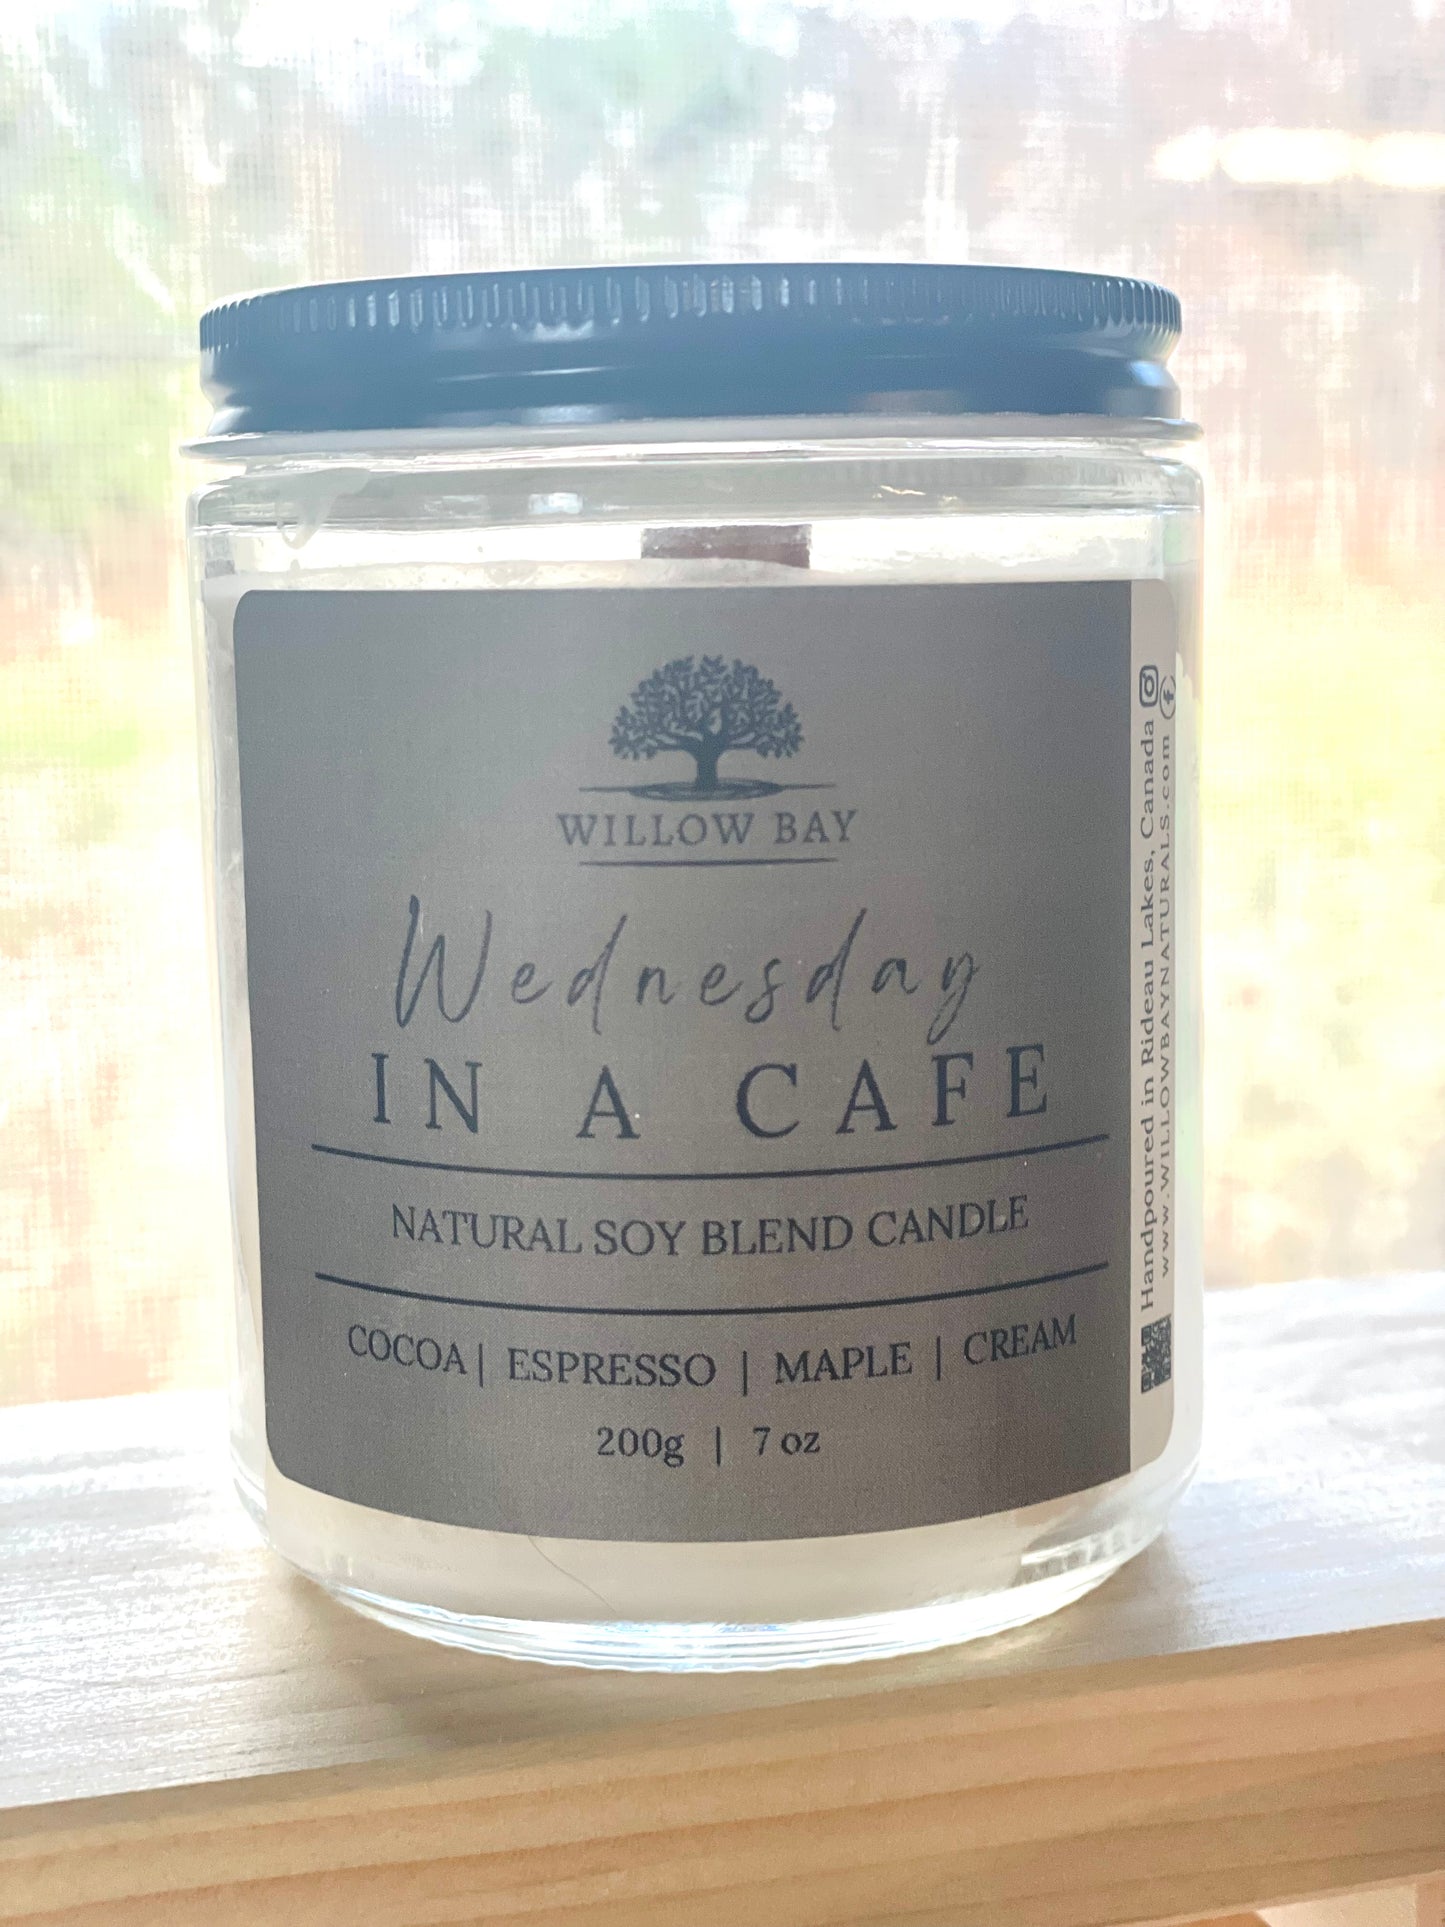 WILLOW BAY
Wednesday
IN A CAFE
NATURAL SOY BLEND CANDLE
COCOA | ESPRESSO | MAPLE | CREAM
200g | 7 oz
Handpoured in Rideau Lakes, Canada
www.WILLOWBAYNATURALS.com